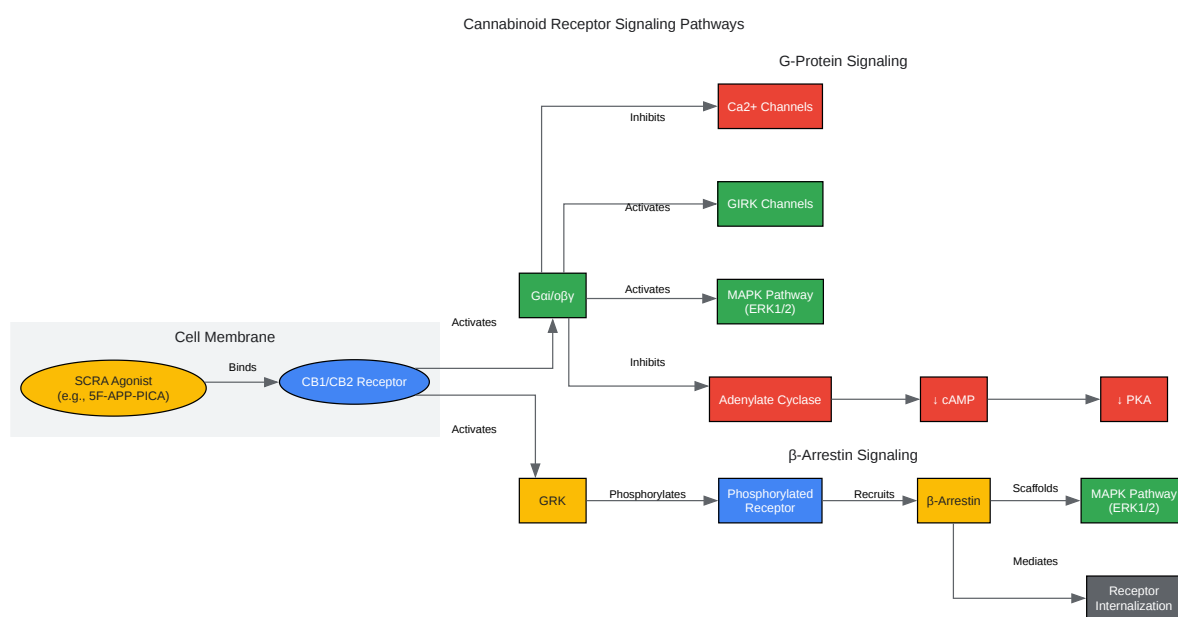 Cannabinoid Receptor Signaling Pathways
G-Protein Signaling
Ca2+ Channels
Inhibits
GIRK Channels
Activates
Gαi/oβγ
Activates
MAPK Pathway
(ERK1/2)
Activates
Cell Membrane
SCRA Agonist
(e.g., 5F-APP-PICA)
Binds
CB1/CB2 Receptor
Inhibits
Adenylate Cyclase
↓ cAMP
↓ PKA
Activates
β-Arrestin Signaling
GRK
Phosphorylates
Phosphorylated
Receptor
Recruits
β-Arrestin
Scaffolds
MAPK Pathway
(ERK1/2)
Mediates
Receptor
Internalization